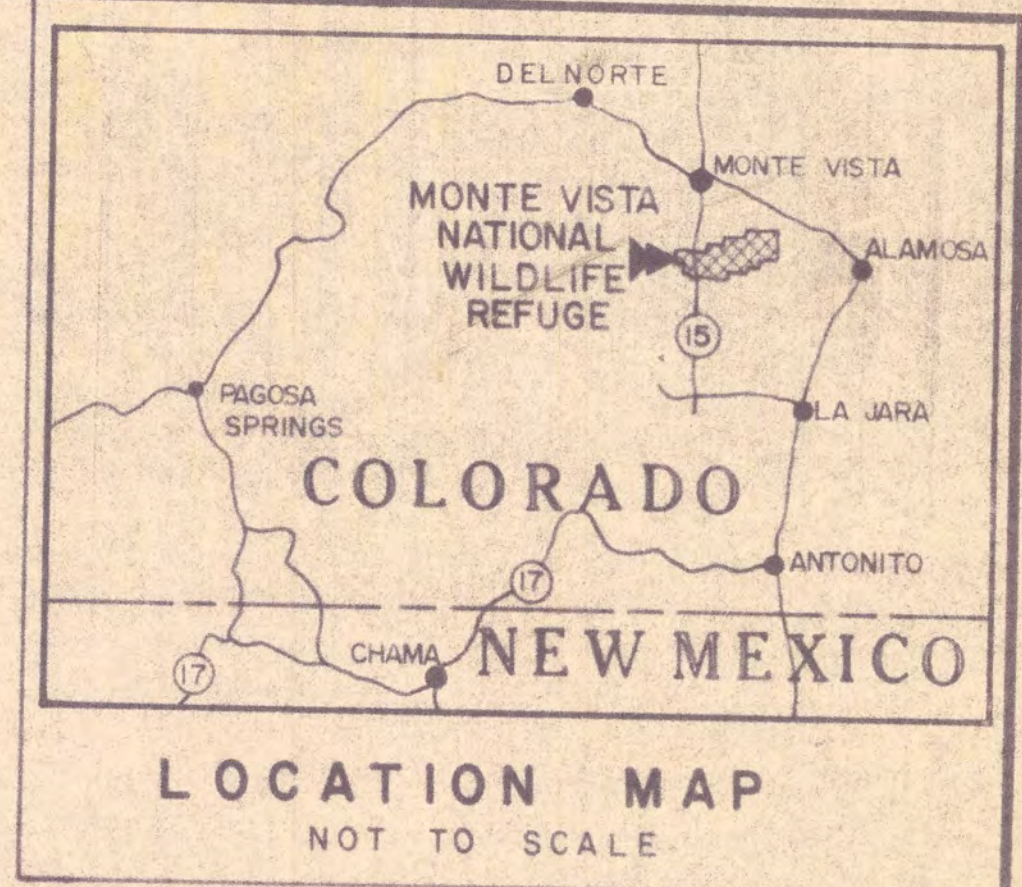 DEL NORTE
MONTE VISTA
MONTE VISTA
NATIONAL
WILDLIFE
REFUGE
ALAMOSA
15
PAGOSA
SPRINGS
LA JARA
COLORADO
17
ANTONITO
CHAMA
NEW MEXICO
17
LOCATION MAP
NOT TO SCALE